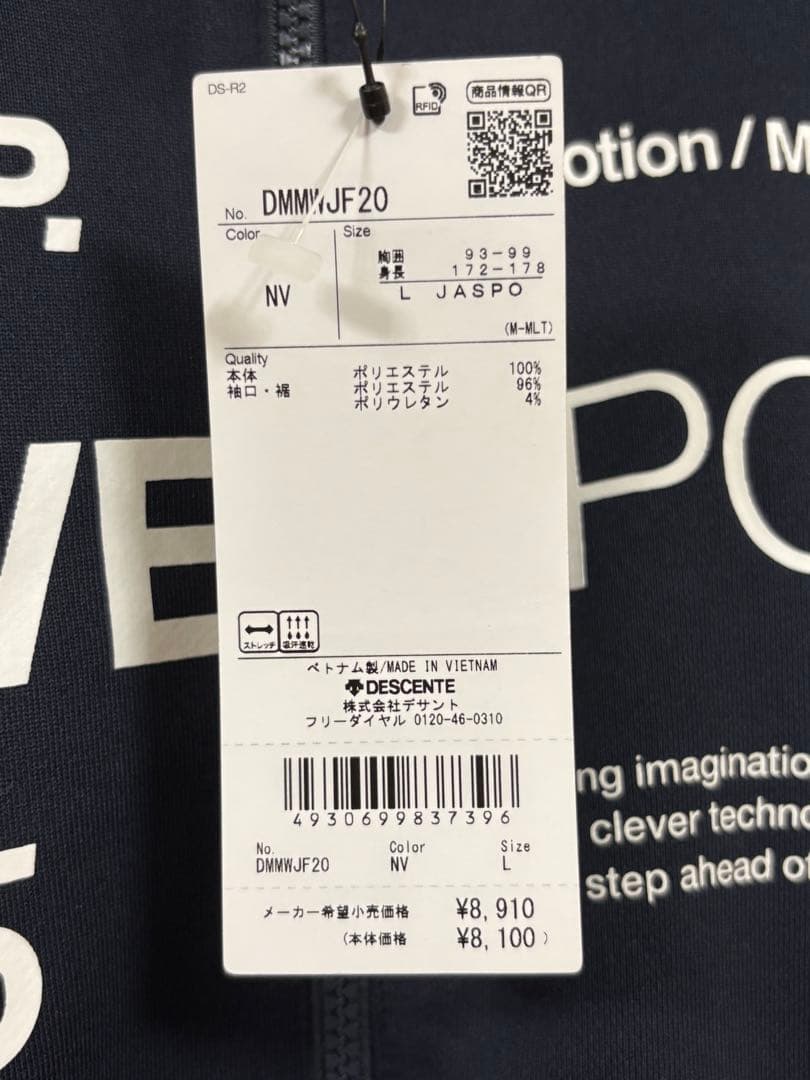 DS-R2
RFID
商品情報QR
No. DMMWJF20
Color
NV
Size
胸囲 93-99
身長 172-178
L JASPO
(M-MLT)
Quality
本体 ポリエステル 100%
袖口・裾 ポリエステル 96%
ポリウレタン 4%
ストレッチ
吸汗速乾
ベトナム製/MADE IN VIETNAM
DESCENTE
株式会社デサント
フリーダイヤル 0120-46-0310
4930699837396
No. Color Size
DMMWJF20 NV L
メーカー希望小売価格 ¥8,910
(本体価格 ¥8,100)
P.
otion / M
VE
PO
5
ng imaginatio
clever techno
step ahead of